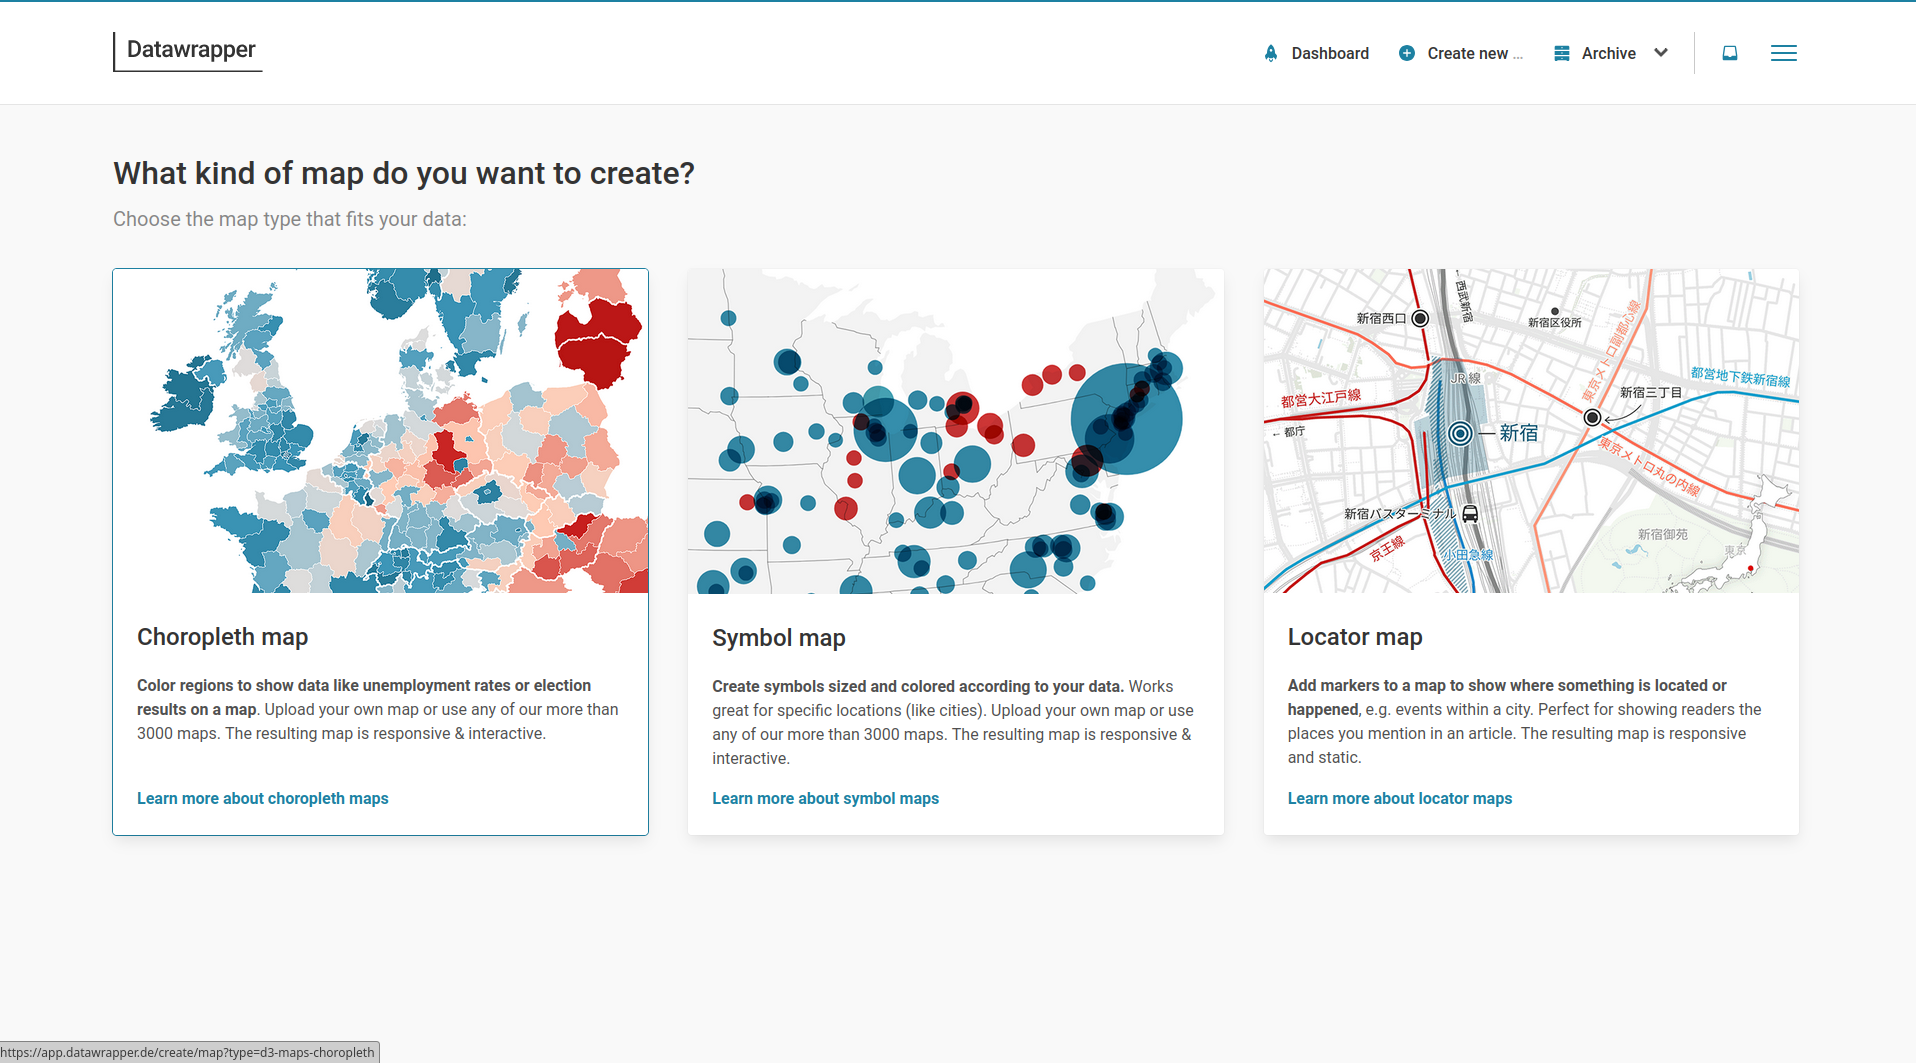 Datawrapper
Dashboard
Create new ...
Archive
What kind of map do you want to create?
Choose the map type that fits your data:
西武新宿
新宿西口
新宿区役所
東京メトロ副都心線
JR 線
都営地下鉄新宿線
都営大江戸線
新宿三丁目
← 都庁
新宿
東京メトロ丸の内線
新宿バスターミナル
新宿御苑
京王線
小田急線
東京
Choropleth map
Color regions to show data like unemployment rates or election
results on a map. Upload your own map or use any of our more than
3000 maps. The resulting map is responsive & interactive.
Learn more about choropleth maps
Symbol map
Create symbols sized and colored according to your data. Works
great for specific locations (like cities). Upload your own map or use
any of our more than 3000 maps. The resulting map is responsive &
interactive.
Learn more about symbol maps
Locator map
Add markers to a map to show where something is located or
happened, e.g. events within a city. Perfect for showing readers the
places you mention in an article. The resulting map is responsive
and static.
Learn more about locator maps
https://app.datawrapper.de/create/map?type=d3-maps-choropleth